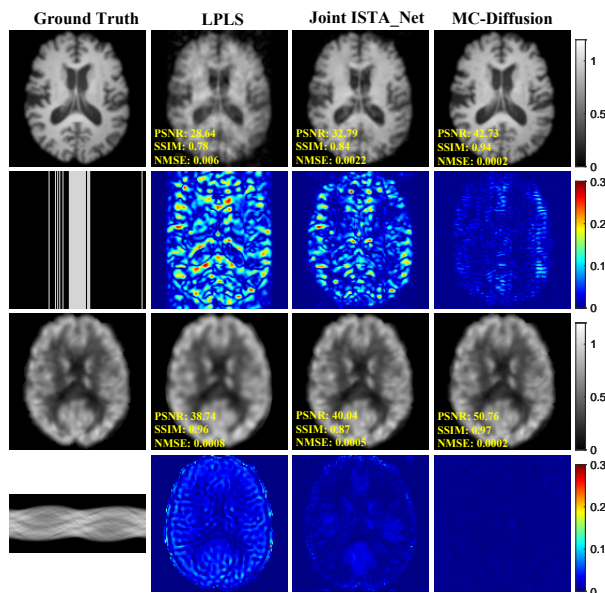 Ground Truth LPLS Joint ISTA_Net MC-Diffusion
PSNR: 28.64 PSNR: 32.79 PSNR: 42.73
SSIM: 0.78 SSIM: 0.84 SSIM: 0.94
NMSE: 0.006 NMSE: 0.0022 NMSE: 0.0002
1
0.5
0
0.3
0.2
0.1
0
PSNR: 38.74 PSNR: 40.04 PSNR: 50.76
SSIM: 0.96 SSIM: 0.87 SSIM: 0.97
NMSE: 0.0008 NMSE: 0.0005 NMSE: 0.0002
1
0.5
0
0.3
0.2
0.1
0